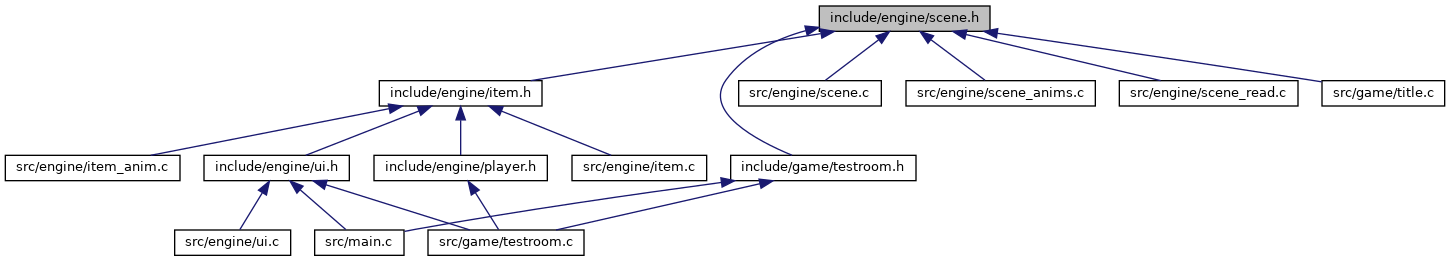 include/engine/scene.h
include/engine/item.h
src/engine/scene.c
src/engine/scene_anims.c
src/engine/scene_read.c
src/game/title.c
src/engine/item_anim.c
include/engine/ui.h
include/engine/player.h
src/engine/item.c
include/game/testroom.h
src/engine/ui.c
src/main.c
src/game/testroom.c